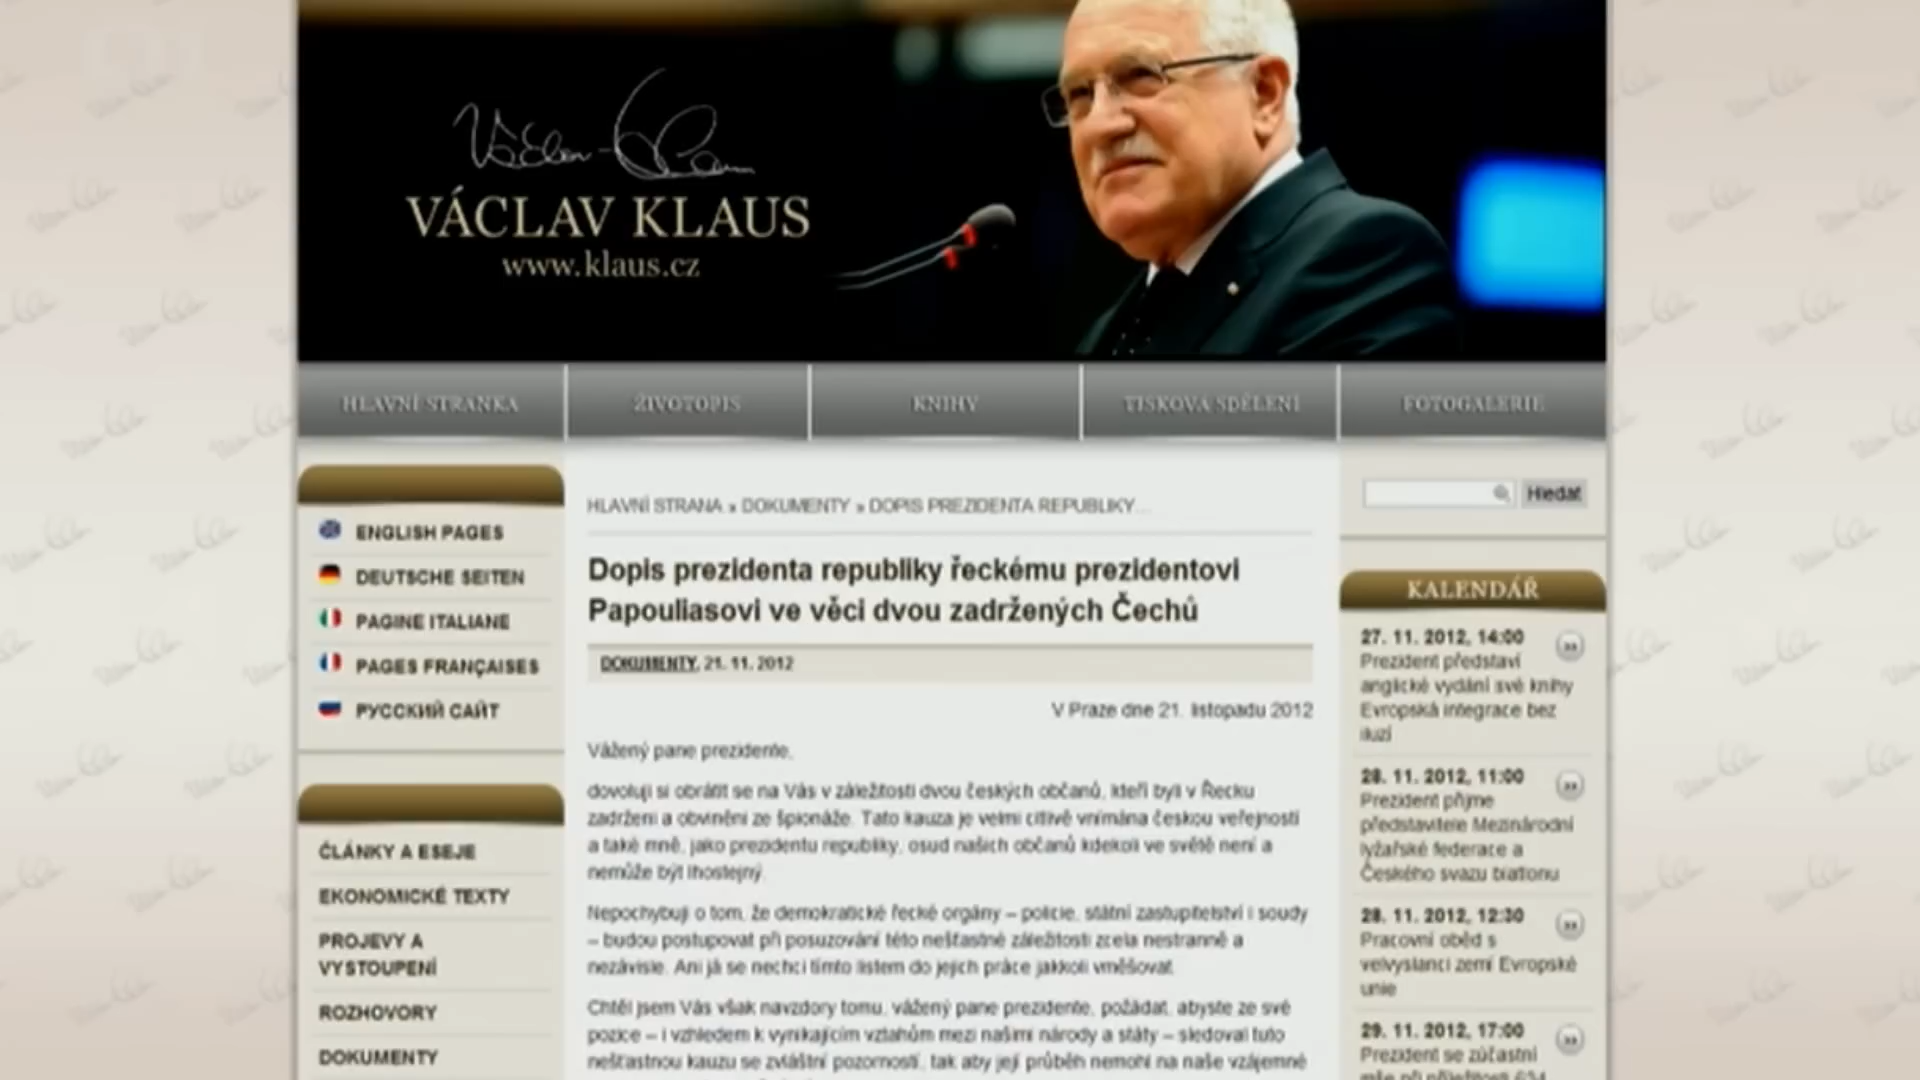 Václav Klaus
VÁCLAV KLAUS
www.klaus.cz
HLAVNÍ STRÁNKA
ŽIVOTOPIS
KNIHY
TISKOVÁ SDĚLENÍ
FOTOGALERIE
ENGLISH PAGES
DEUTSCHE SEITEN
PAGINE ITALIANE
PAGES FRANÇAISES
РУССКИЙ САЙТ
ČLÁNKY A ESEJE
EKONOMICKÉ TEXTY
PROJEVY A
VYSTOUPENÍ
ROZHOVORY
DOKUMENTY
HLAVNÍ STRANA » DOKUMENTY » DOPIS PREZIDENTA REPUBLIKY...
Dopis prezidenta republiky řeckému prezidentovi
Papouliasovi ve věci dvou zadržených Čechů
DOKUMENTY, 21. 11. 2012
V Praze dne 21. listopadu 2012
Vážený pane prezidente,
dovoluji si obrátit se na Vás v záležitosti dvou českých občanů, kteří byli v Řecku
zadrženi a obviněni ze špionáže. Tato kauza je velmi citlivě vnímána českou veřejností
a také mně, jako prezidentu republiky, osud našich občanů kdekoli ve světě není a
nemůže být lhostejný.
Nepochybuji o tom, že demokratické řecké orgány – policie, státní zastupitelství i soudy
– budou postupovat při posuzování této nešťastné záležitosti zcela nestranně a
nezávisle. Ani já se nechci tímto listem do jejich práce jakkoli vměšovat.
Chtěl jsem Vás však navzdory tomu, vážený pane prezidente, požádat, abyste ze své
pozice – i vzhledem k vynikajícím vztahům mezi našimi národy a státy – sledoval tuto
nešťastnou kauzu se zvláštní pozorností, tak aby její průběh nemohl na naše vzájemné
Hledat
KALENDÁŘ
27. 11. 2012, 14:00
Prezident představí
anglické vydání své knihy
Evropská integrace bez
iluzí
28. 11. 2012, 11:00
Prezident přijme
představitele Mezinárodní
lyžařské federace a
Českého svazu biatlonu
28. 11. 2012, 12:30
Pracovní oběd s
velvyslanci zemí Evropské
unie
29. 11. 2012, 17:00
Prezident se zúčastní
mše při příležitosti 634.